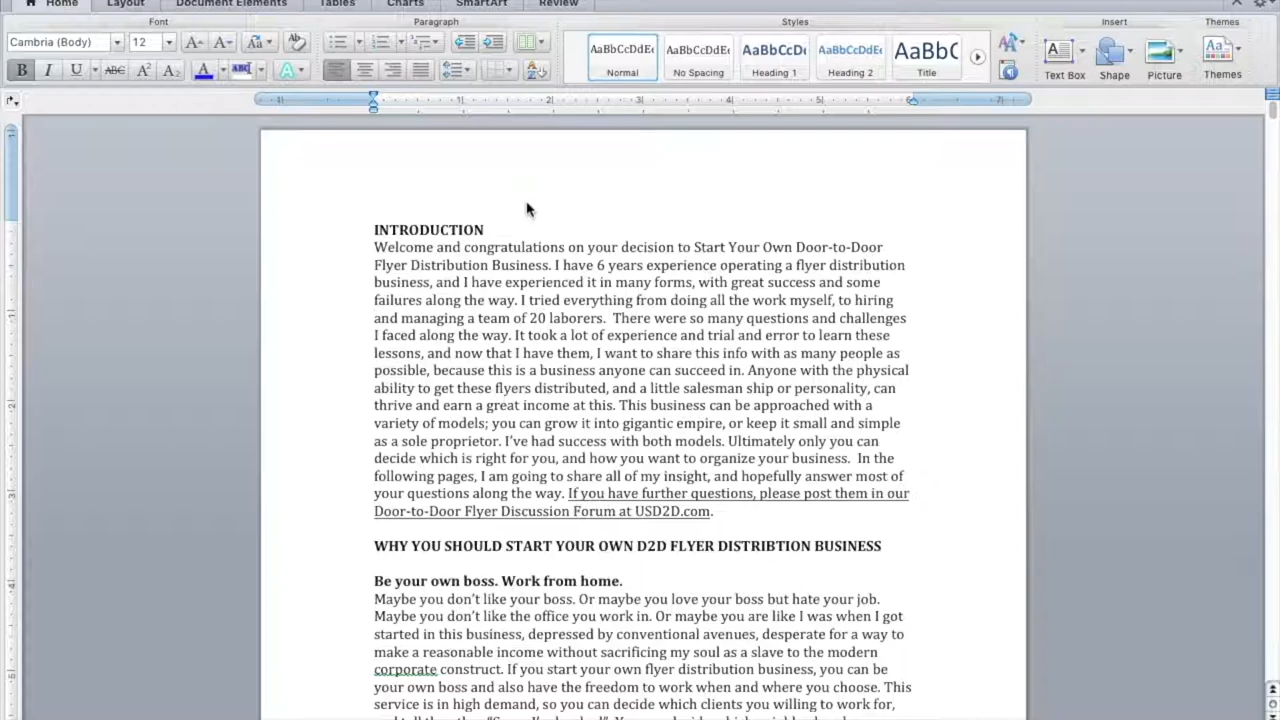 Home Layout Document Elements Tables Charts SmartArt Review
Font Paragraph Styles Insert Themes
Cambria (Body) 12
AaBbCcDdEe AaBbCcDdEe AaBbCcDc AaBbCcDdEe AaBbC
Normal No Spacing Heading 1 Heading 2 Title Text Box Shape Picture Themes
INTRODUCTION
Welcome and congratulations on your decision to Start Your Own Door-to-Door
Flyer Distribution Business. I have 6 years experience operating a flyer distribution
business, and I have experienced it in many forms, with great success and some
failures along the way. I tried everything from doing all the work myself, to hiring
and managing a team of 20 laborers.  There were so many questions and challenges
I faced along the way. It took a lot of experience and trial and error to learn these
lessons, and now that I have them, I want to share this info with as many people as
possible, because this is a business anyone can succeed in. Anyone with the physical
ability to get these flyers distributed, and a little salesman ship or personality, can
thrive and earn a great income at this. This business can be approached with a
variety of models; you can grow it into gigantic empire, or keep it small and simple
as a sole proprietor. I've had success with both models. Ultimately only you can
decide which is right for you, and how you want to organize your business.  In the
following pages, I am going to share all of my insight, and hopefully answer most of
your questions along the way. If you have further questions, please post them in our
Door-to-Door Flyer Discussion Forum at USD2D.com.
WHY YOU SHOULD START YOUR OWN D2D FLYER DISTRIBTION BUSINESS
Be your own boss. Work from home.
Maybe you don't like your boss. Or maybe you love your boss but hate your job.
Maybe you don't like the office you work in. Or maybe you are like I was when I got
started in this business, depressed by conventional avenues, desperate for a way to
make a reasonable income without sacrificing my soul as a slave to the modern
corporate construct. If you start your own flyer distribution business, you can be
your own boss and also have the freedom to work when and where you choose. This
service is in high demand, so you can decide which clients you willing to work for,